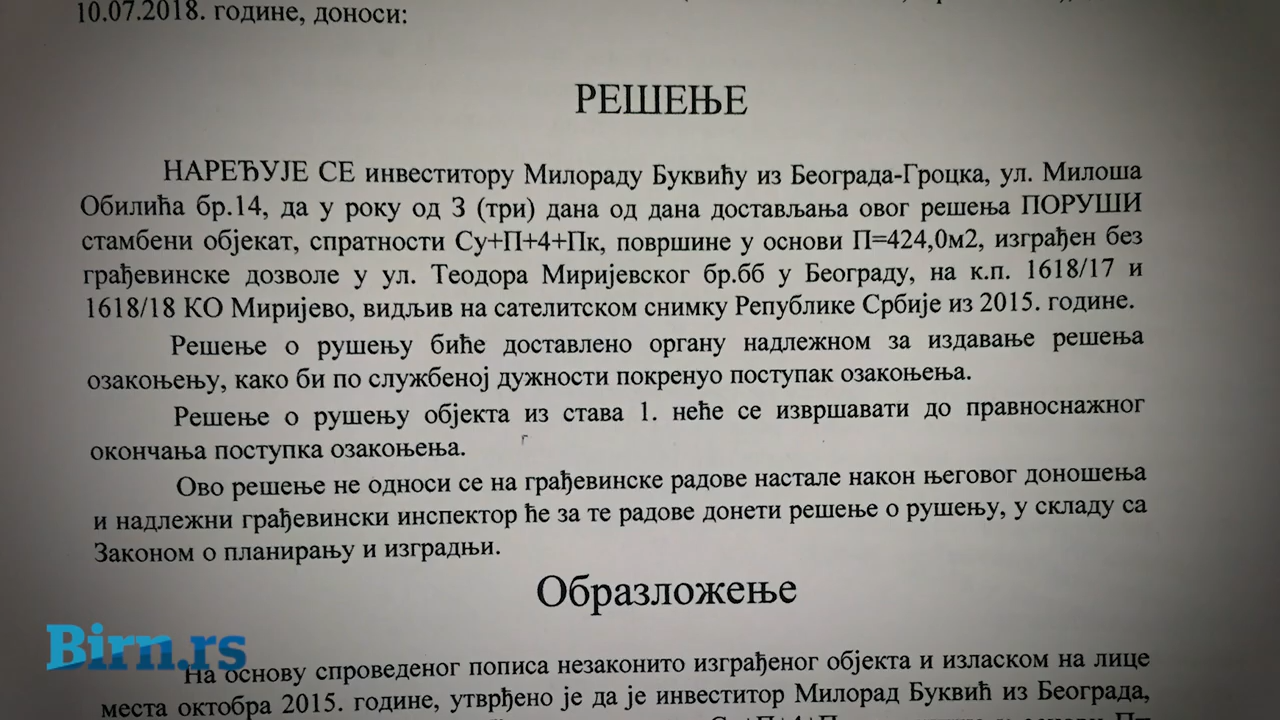 10.07.2018. године, доноси:
РЕШЕЊЕ
НАРЕЂУЈЕ СЕ инвеститору Милораду Буквићу из Београда-Гроцка, ул. Милоша
Обилића бр.14, да у року од 3 (три) дана од дана достављања овог решења ПОРУШИ
стамбени објекат, спратности Су+П+4+Пк, површине у основи П=424,0м2, изграђен без
грађевинске дозволе у ул. Теодора Миријевског бр.бб у Београду, на к.п. 1618/17 и
1618/18 КО Миријево, видљив на сателитском снимку Републике Србије из 2015. године.
Решење о рушењу биће достављено органу надлежном за издавање решења
озакоњењу, како би по службеној дужности покренуо поступак озакоњења.
Решење о рушењу објекта из става 1. неће се извршавати до правноснажног
окончања поступка озакоњења.
Ово решење не односи се на грађевинске радове настале након његовог доношења
и надлежни грађевински инспектор ће за те радове донети решење о рушењу, у складу са
Законом о планирању и изградњи.
Образложење
На основу спроведеног пописа незаконито изграђеног објекта и изласком на лице
места октобра 2015. године, утврђено је да је инвеститор Милорад Буквић из Београда,
Birn.rs